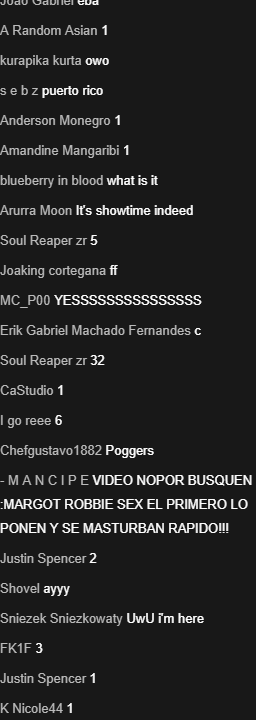 João Gabriel eba
A Random Asian 1
kurapika kurta owo
s e b z puerto rico
Anderson Monegro 1
Amandine Mangaribi 1
blueberry in blood what is it
Arurra Moon It's showtime indeed
Soul Reaper zr 5
Joaking cortegana ff
MC_P00 YESSSSSSSSSSSSSSS
Erik Gabriel Machado Fernandes c
Soul Reaper zr 32
CaStudio 1
I go reee 6
Chefgustavo1882 Poggers
- M A N C I P E VIDEO NOPOR BUSQUEN
:MARGOT ROBBIE SEX EL PRIMERO LO
PONEN Y SE MASTURBAN RAPIDO!!!
Justin Spencer 2
Shovel ayyy
Sniezek Sniezkowaty UwU i'm here
FK1F 3
Justin Spencer 1
K Nicole44 1